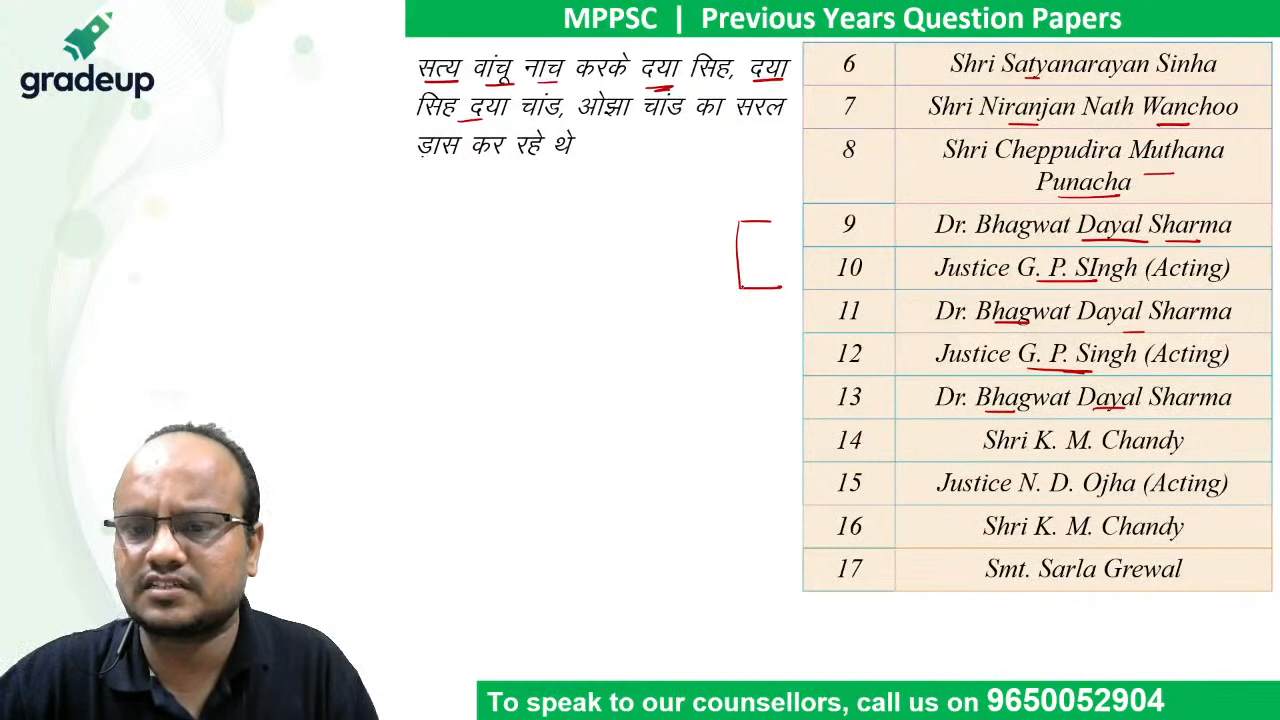 MPPSC | Previous Years Question Papers
gradeup
सत्य वांचू नाच करके दया सिह, दया
सिह दया चांड, ओझा चांड का सरल
ड़ास कर रहे थे
6 Shri Satyanarayan Sinha
7 Shri Niranjan Nath Wanchoo
8 Shri Cheppudira Muthana
Punacha
9 Dr. Bhagwat Dayal Sharma
10 Justice G. P. SIngh (Acting)
11 Dr. Bhagwat Dayal Sharma
12 Justice G. P. Singh (Acting)
13 Dr. Bhagwat Dayal Sharma
14 Shri K. M. Chandy
15 Justice N. D. Ojha (Acting)
16 Shri K. M. Chandy
17 Smt. Sarla Grewal
To speak to our counsellors, call us on 9650052904